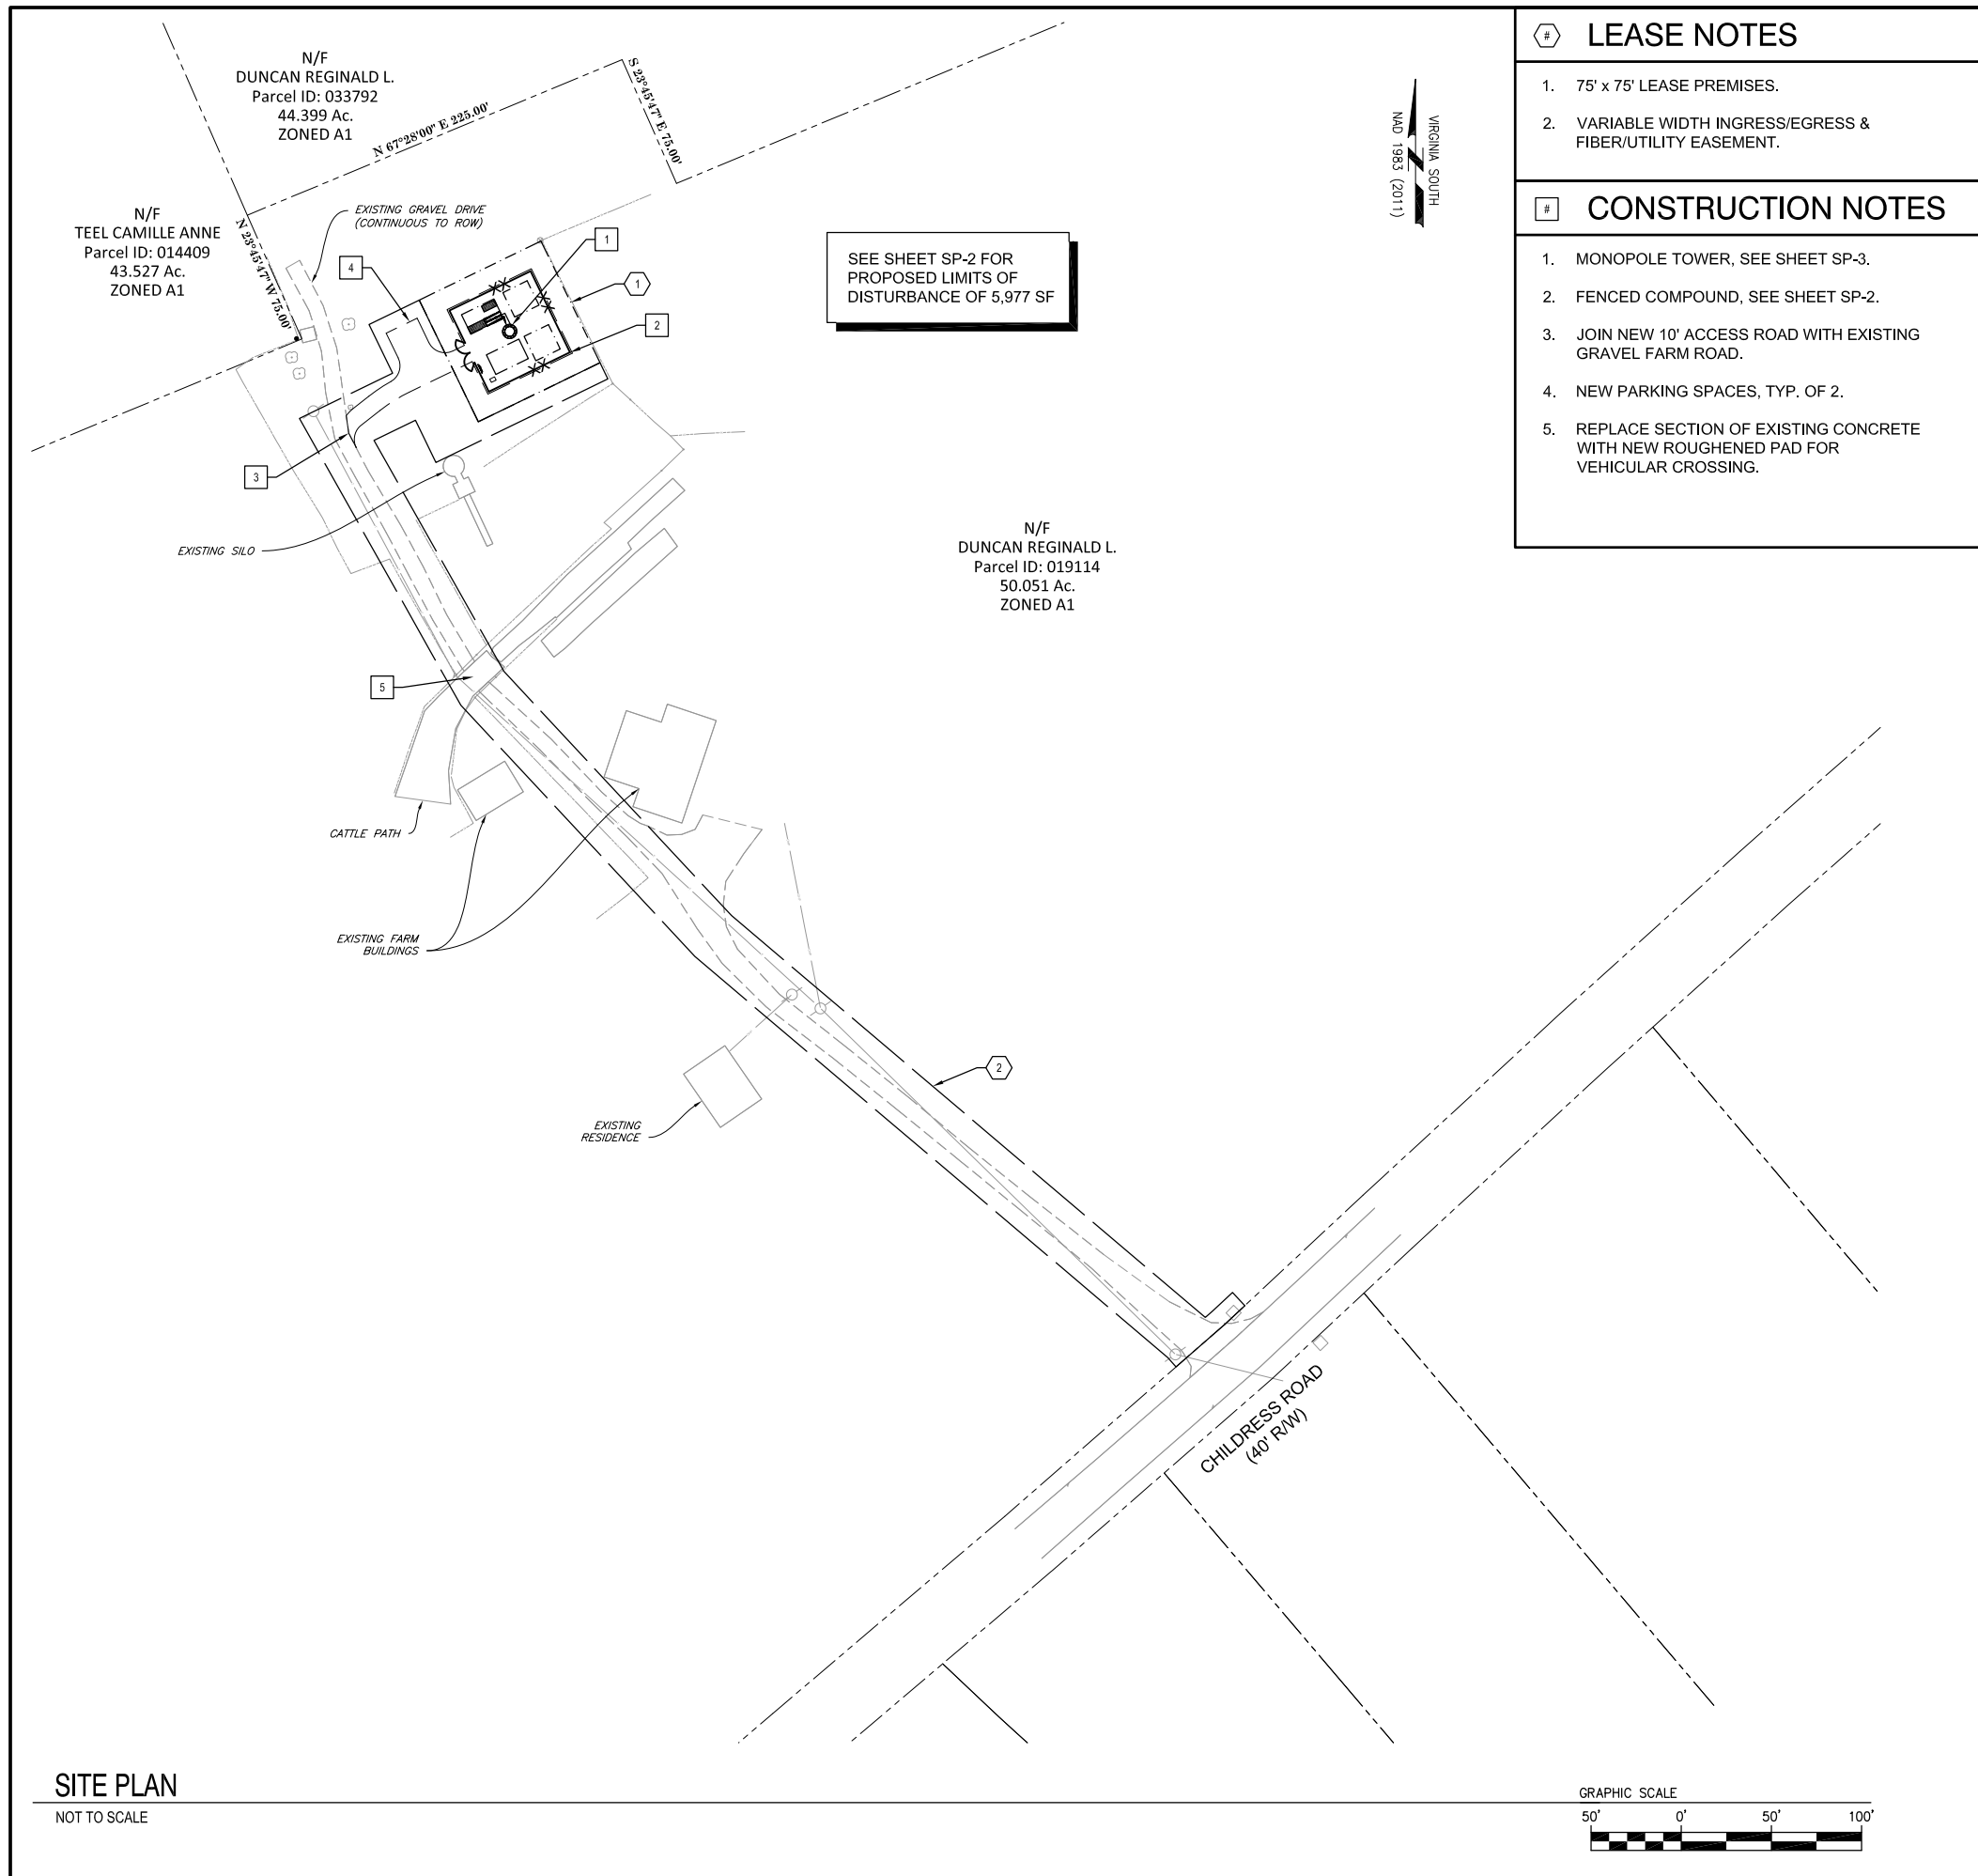 N/F
DUNCAN REGINALD L.
Parcel ID: 033792
44.399 Ac.
ZONED A1
N 67°28'00" E 225.00'
S 23°45'47" E 75.00'
N/F
TEEL CAMILLE ANNE
Parcel ID: 014409
43.527 Ac.
ZONED A1
N 23°45'47" W 75.00'
EXISTING GRAVEL DRIVE
(CONTINUOUS TO ROW)
1
4
1
2
3
SEE SHEET SP-2 FOR
PROPOSED LIMITS OF
DISTURBANCE OF 5,977 SF
VIRGINIA SOUTH
NAD 1983 (2011)
N
# LEASE NOTES
1. 75' x 75' LEASE PREMISES.
2. VARIABLE WIDTH INGRESS/EGRESS &
FIBER/UTILITY EASEMENT.
# CONSTRUCTION NOTES
1. MONOPOLE TOWER, SEE SHEET SP-3.
2. FENCED COMPOUND, SEE SHEET SP-2.
3. JOIN NEW 10' ACCESS ROAD WITH EXISTING
GRAVEL FARM ROAD.
4. NEW PARKING SPACES, TYP. OF 2.
5. REPLACE SECTION OF EXISTING CONCRETE
WITH NEW ROUGHENED PAD FOR
VEHICULAR CROSSING.
EXISTING SILO
N/F
DUNCAN REGINALD L.
Parcel ID: 019114
50.051 Ac.
ZONED A1
5
CATTLE PATH
EXISTING FARM
BUILDINGS
2
EXISTING
RESIDENCE
CHILDRESS ROAD
(40' R/W)
SITE PLAN
NOT TO SCALE
GRAPHIC SCALE
50' 0' 50' 100'